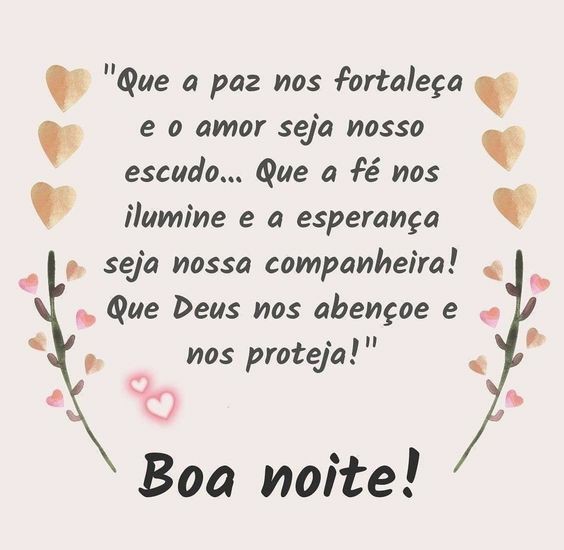 "Que a paz nos fortaleça
e o amor seja nosso
escudo... Que a fé nos
ilumine e a esperança
seja nossa companheira!
Que Deus nos abençoe e
nos proteja!"
Boa noite!